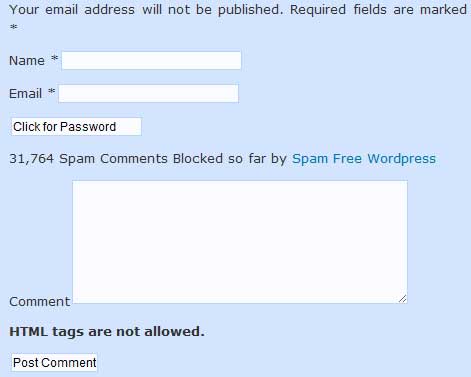 Your email address will not be published. Required fields are marked
*
Name *
Email *
Click for Password
31,764 Spam Comments Blocked so far by Spam Free Wordpress
Comment
HTML tags are not allowed.
Post Comment